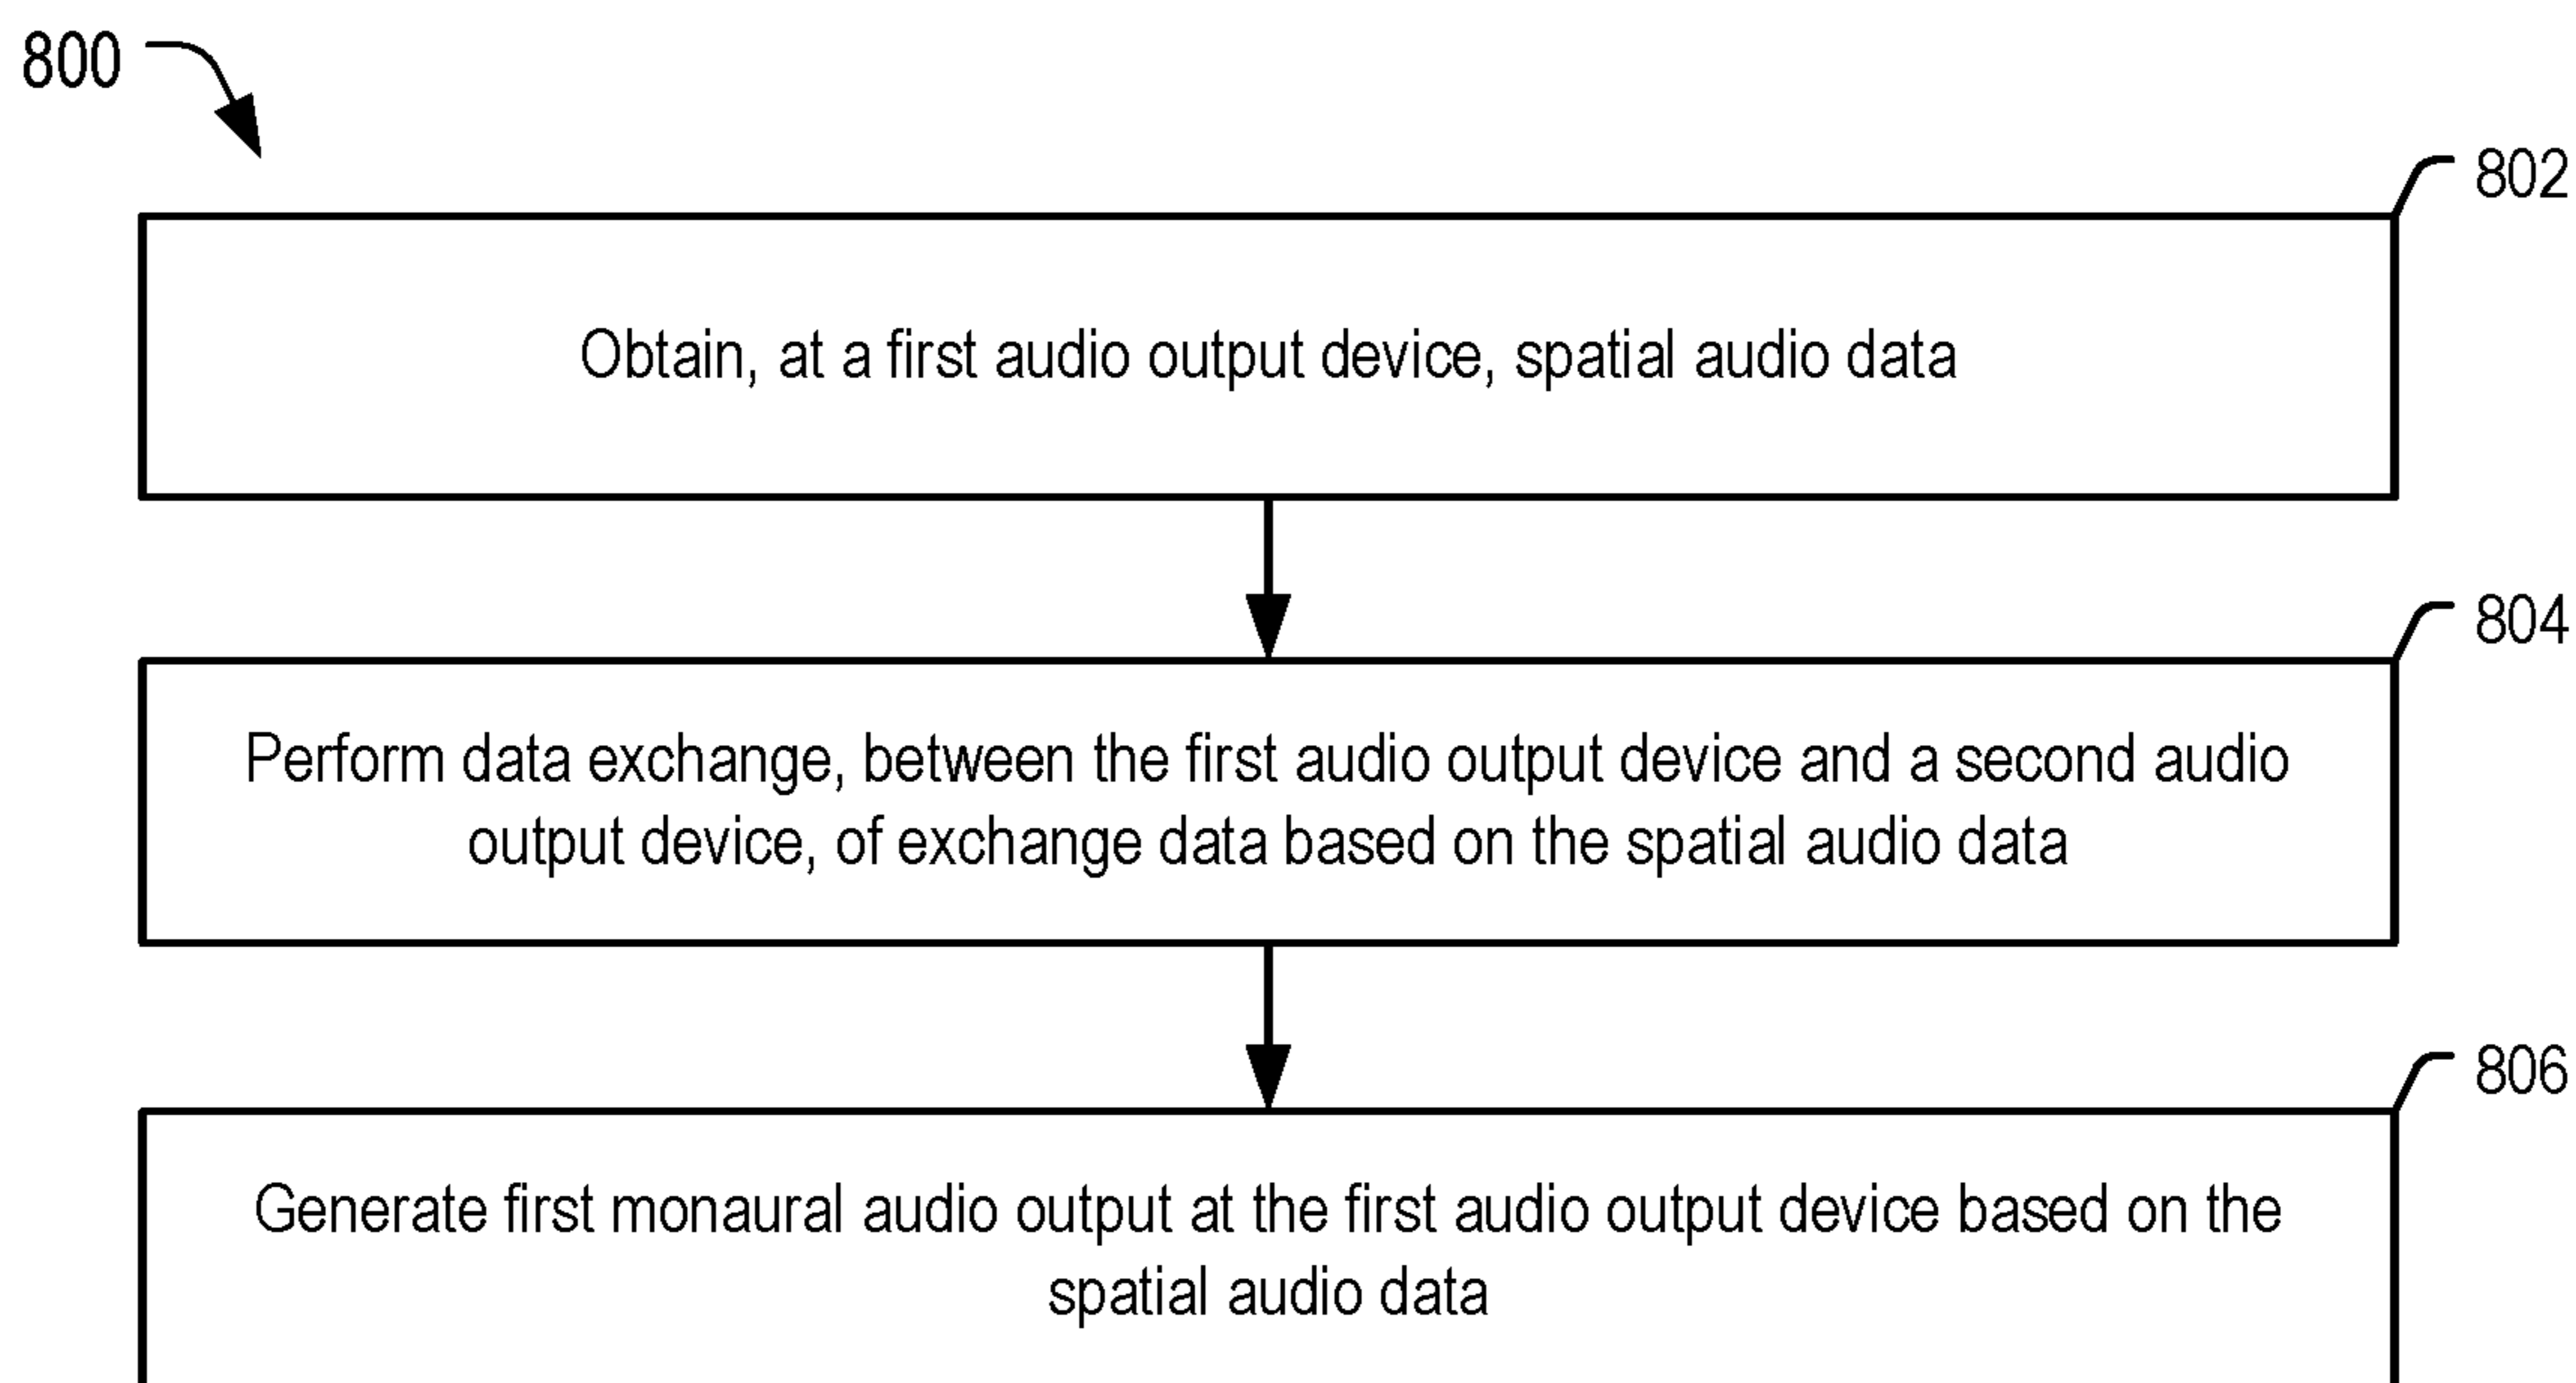 800
802
Obtain, at a first audio output device, spatial audio data
804
Perform data exchange, between the first audio output device and a second audio
output device, of exchange data based on the spatial audio data
806
Generate first monaural audio output at the first audio output device based on the
spatial audio data